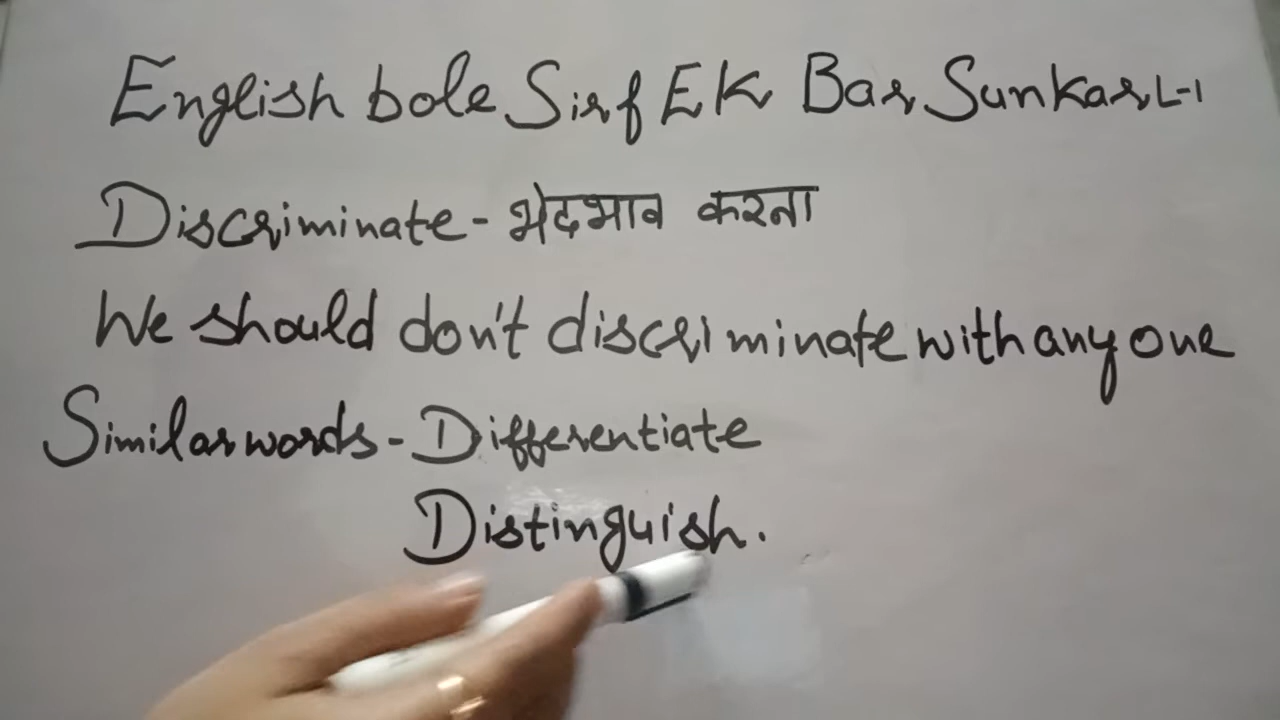 English bole Sirf Ek Bar Sunkar L-1
Discriminate - भेदभाव करना
We should don't discriminate with any one
Similar words - Differentiate
Distinguish.